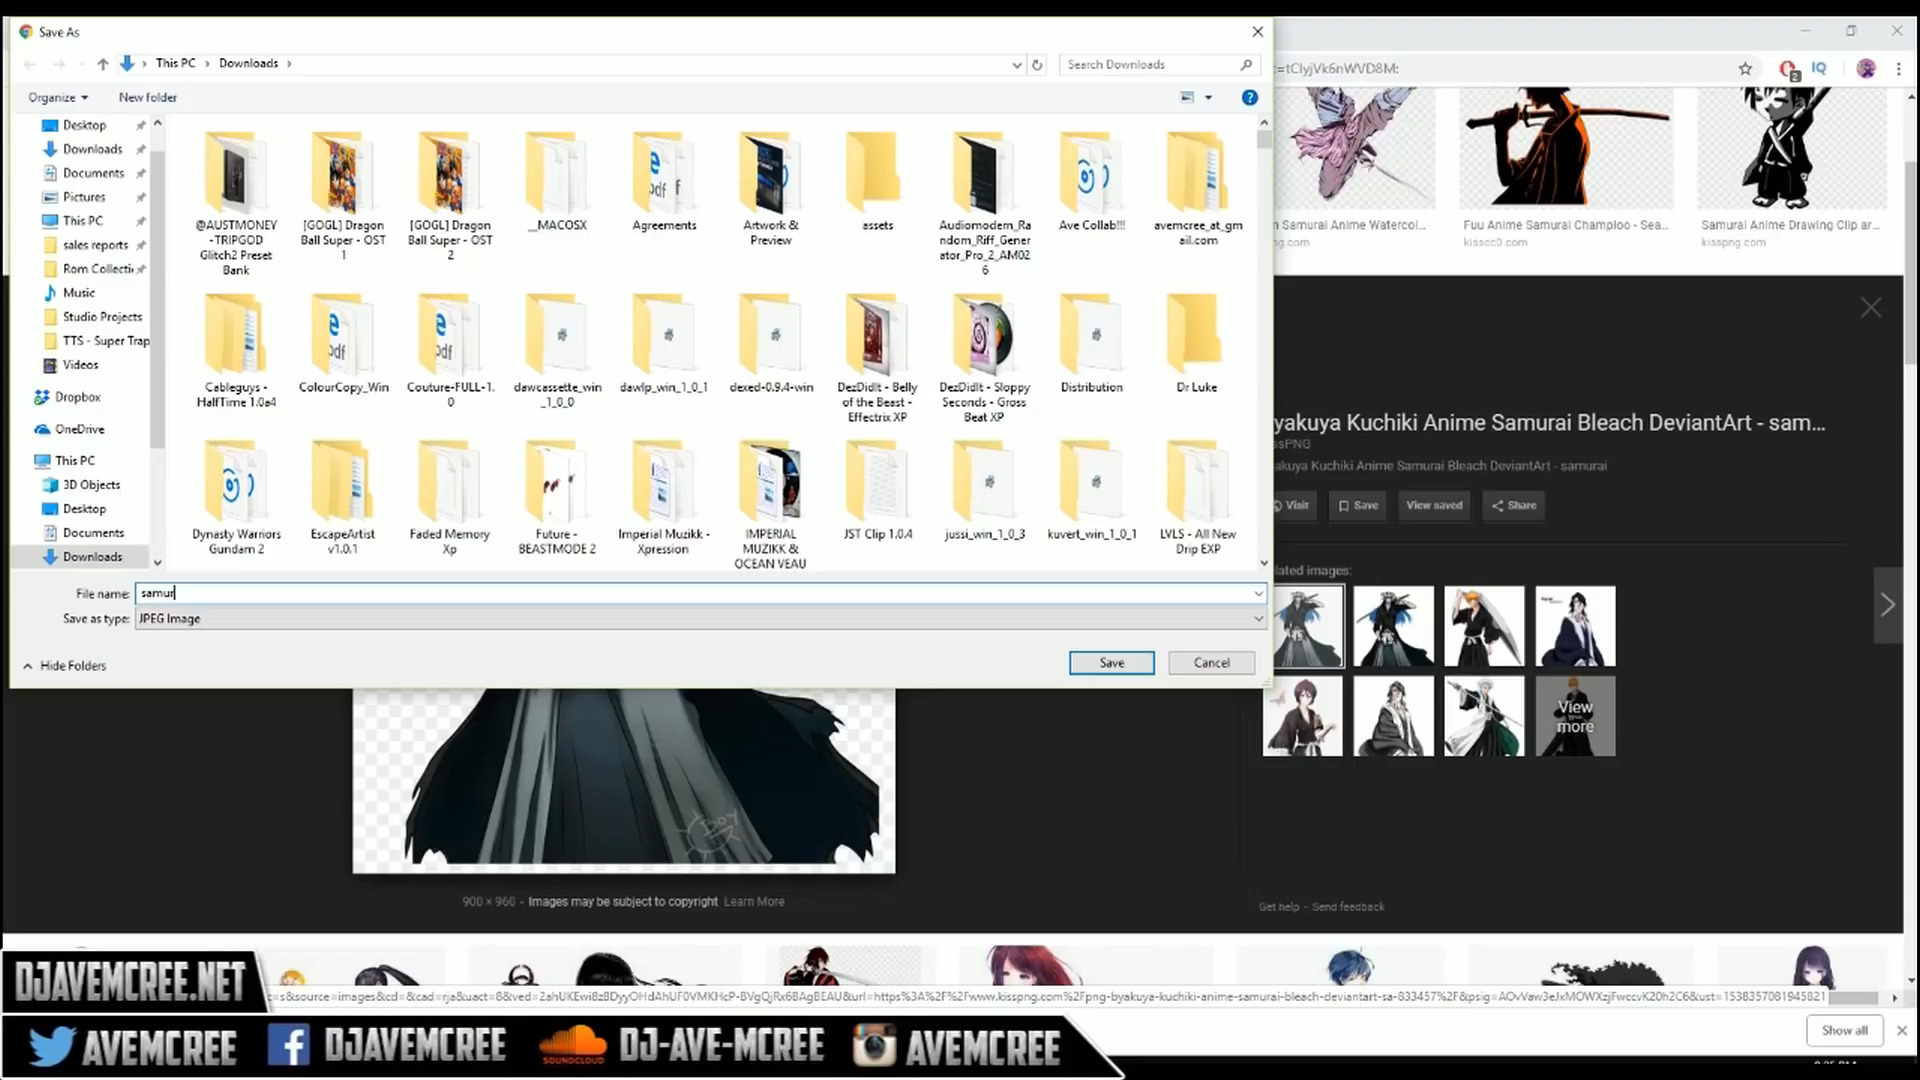 Save As
This PC > Downloads >
Search Downloads
=tCIyjVk6nWVD8M:
2
IQ
Organize
New folder
Desktop
Downloads
Documents
Pictures
This PC
sales reports
Rom Collecti
Music
Studio Projects
TTS - Super Trap
Videos
Dropbox
OneDrive
This PC
3D Objects
Desktop
Documents
Downloads
@AUSTMONEY
-TRIPGOD
Glitch2 Preset
Bank
[GOGL] Dragon
Ball Super - OST
1
[GOGL] Dragon
Ball Super - OST
2
__MACOSX
Agreements
Artwork &
Preview
assets
Audiomodern_Ra
ndom_Riff_Gener
ator_Pro_2_AM02
6
Ave Collab!!!
avemcree_at_gm
ail.com
Cableguys -
HalfTime 1.0a4
ColourCopy_Win
Couture-FULL-1.
0
dawcassette_win
_1_0_0
dawlp_win_1_0_1
dexed-0.9.4-win
DezDidIt - Belly
of the Beast -
Effectrix XP
DezDidIt - Sloppy
Seconds - Gross
Beat XP
Distribution
Dr Luke
Dynasty Warriors
Gundam 2
EscapeArtist
v1.0.1
Faded Memory
Xp
Future -
BEASTMODE 2
Imperial Muzikk -
Xpression
IMPERIAL
MUZIKK &
OCEAN VEAU
JST Clip 1.0.4
jussi_win_1_0_3
kuvert_win_1_0_1
LVLS - All New
Drip EXP
File name: samur
Save as type: JPEG Image
Hide Folders
Save
Cancel
n Samurai Anime Watercol...
ng.com
Fuu Anime Samurai Champloo - Sea...
kisscc0.com
Samurai Anime Drawing Clip ar...
kisspng.com
yakuya Kuchiki Anime Samurai Bleach DeviantArt - sam...
ssPNG
akuya Kuchiki Anime Samurai Bleach DeviantArt - samurai
Visit
Save
View saved
Share
lated images:
View
more
900 × 960 - Images may be subject to copyright Learn More
Get help - Send feedback
DJAVEMCREE.NET
Show all
AVEMCREE
DJAVEMCREE
SOUNDCLOUD
DJ-AVE-MCREE
AVEMCREE